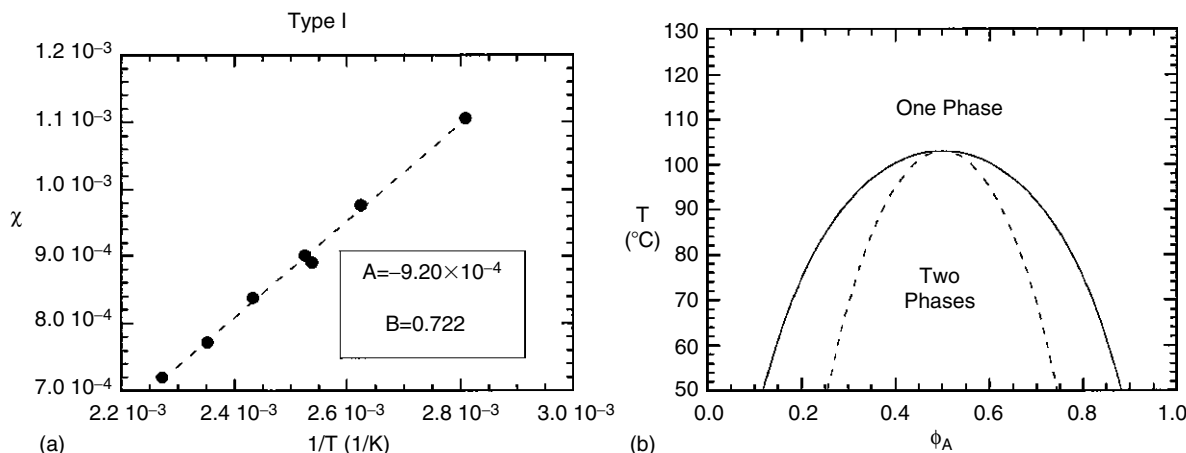 Type I
1.2 10⁻³
1.1 10⁻³
1.0 10⁻³
9.0 10⁻⁴
8.0 10⁻⁴
7.0 10⁻⁴
χ
A=−9.20×10⁻⁴
B=0.722
2.2 10⁻³ 2.4 10⁻³ 2.6 10⁻³ 2.8 10⁻³ 3.0 10⁻³
1/T (1/K)
(a)
130
120
110
100
90
80
70
60
50
T
(°C)
One Phase
Two
Phases
0.0 0.2 0.4 0.6 0.8 1.0
ϕA
(b)